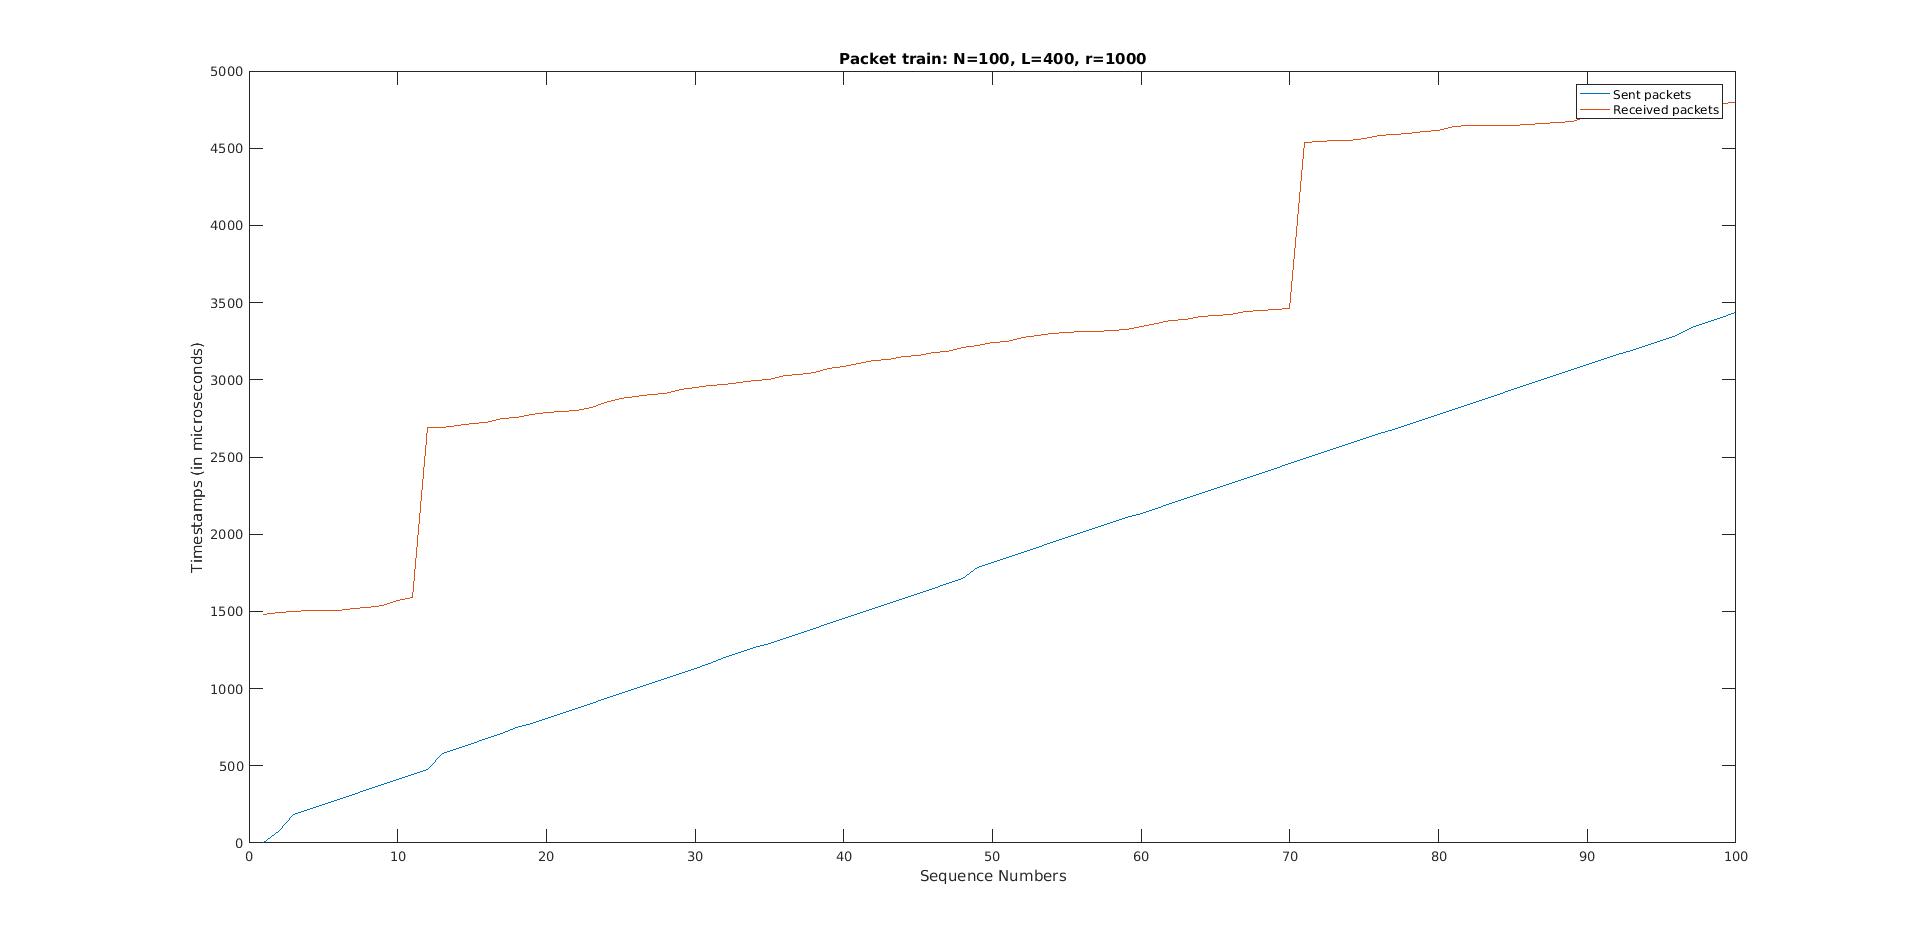 Packet train: N=100, L=400, r=1000
Sent packets
Received packets
5000
4500
4000
3500
3000
2500
2000
1500
1000
500
0
Timestamps (in microseconds)
0 10 20 30 40 50 60 70 80 90 100
Sequence Numbers